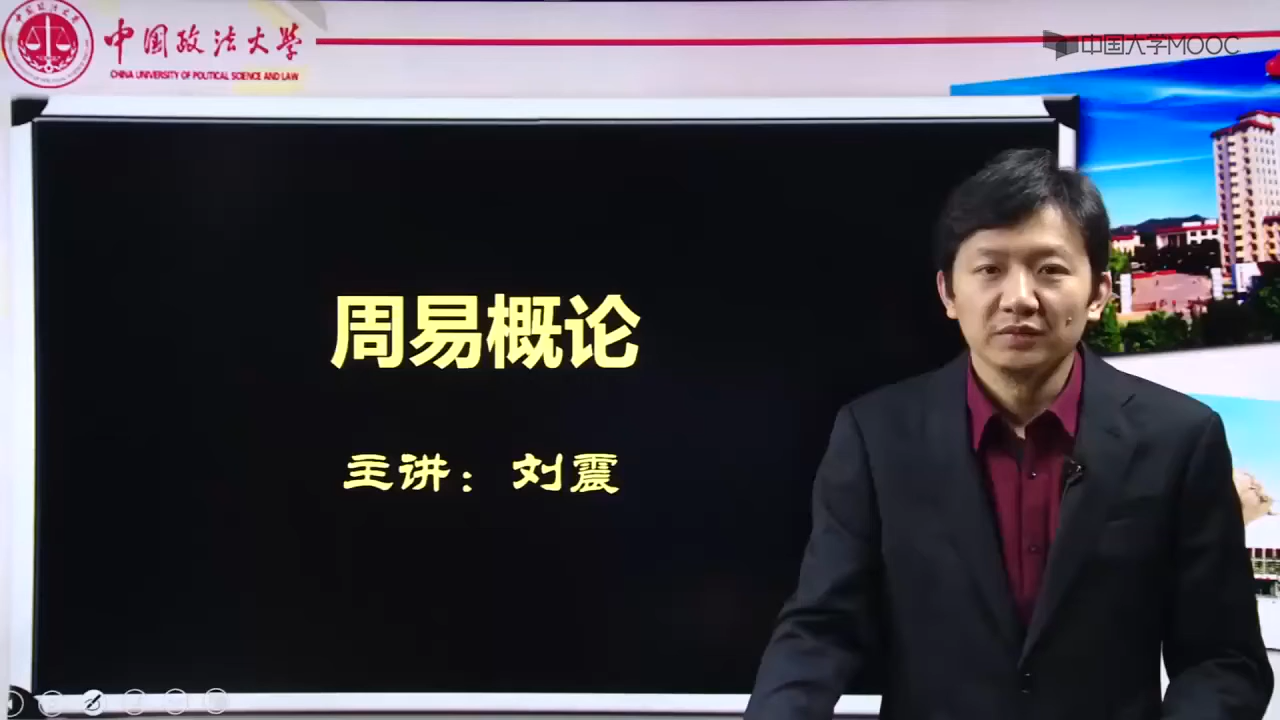 中国政法大学
CHINA UNIVERSITY OF POLITICAL SCIENCE AND LAW
中国大学MOOC
周易概论
主讲：刘震